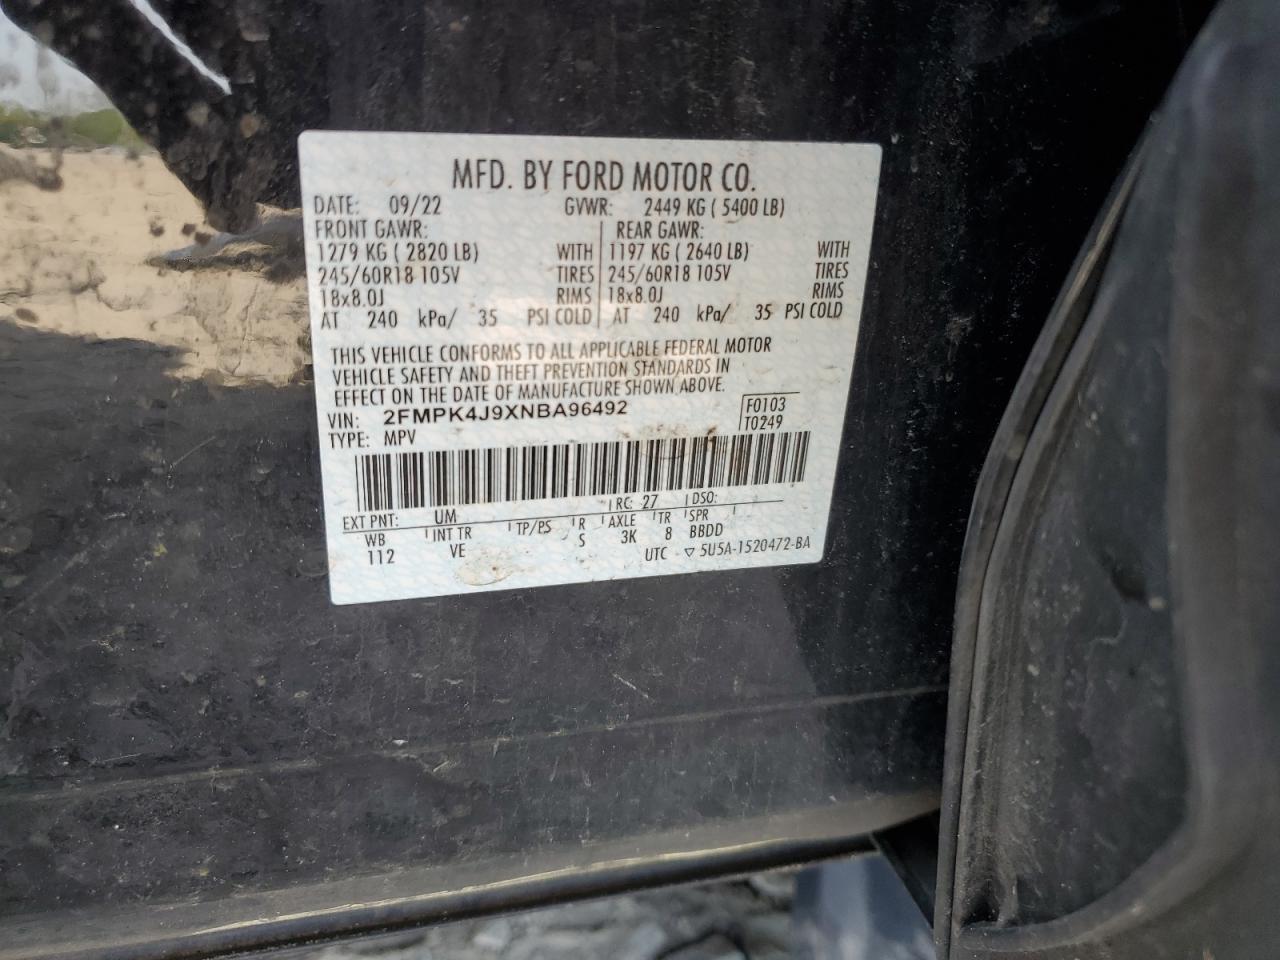 MFD. BY FORD MOTOR CO.
DATE: 09/22 GVWR: 2449 KG ( 5400 LB)
FRONT GAWR: REAR GAWR:
1279 KG ( 2820 LB) WITH 1197 KG ( 2640 LB) WITH
245/60R18 105V TIRES 245/60R18 105V TIRES
18x8.0J RIMS 18x8.0J RIMS
AT 240 kPa/ 35 PSI COLD AT 240 kPa/ 35 PSI COLD
THIS VEHICLE CONFORMS TO ALL APPLICABLE FEDERAL MOTOR
VEHICLE SAFETY AND THEFT PREVENTION STANDARDS IN
EFFECT ON THE DATE OF MANUFACTURE SHOWN ABOVE.
VIN: 2FMPK4J9XNBA96492 F0103
TYPE: MPV T0249
EXT PNT: UM RC: 27 DSO:
WB INT TR TP/PS R AXLE TR SPR
112 VE S 3K 8 BBDD
UTC - ▽ 5U5A-1520472-BA